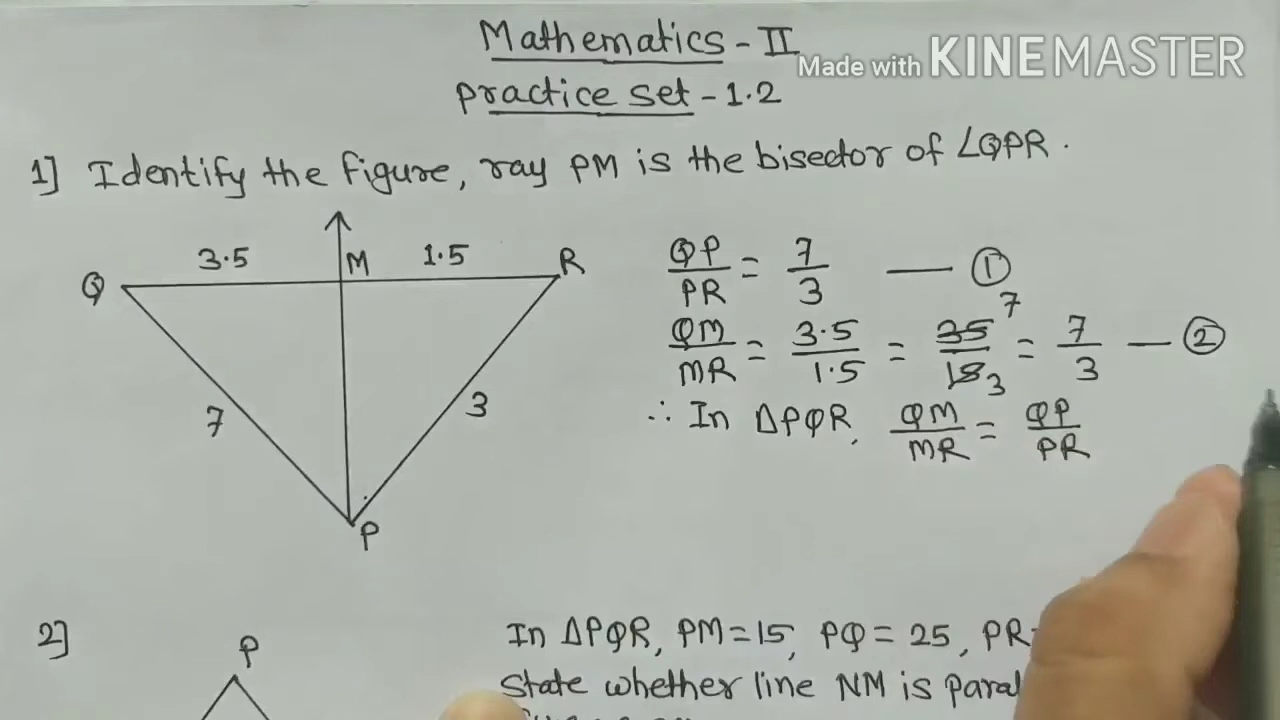 Mathematics - II
Made with KINEMASTER
practice set - 1.2
1] Identify the figure, ray PM is the bisector of ∠QPR.
3.5 M 1.5 R
Q
7 3
P
QP/PR = 7/3 — ①
QM/MR = 3.5/1.5 = 35/15 7 3 = 7/3 — ②
∴ In ΔPQR, QM/MR = QP/PR
2]
P
In ΔPQR, PM = 15, PQ = 25, PR
State whether line NM is